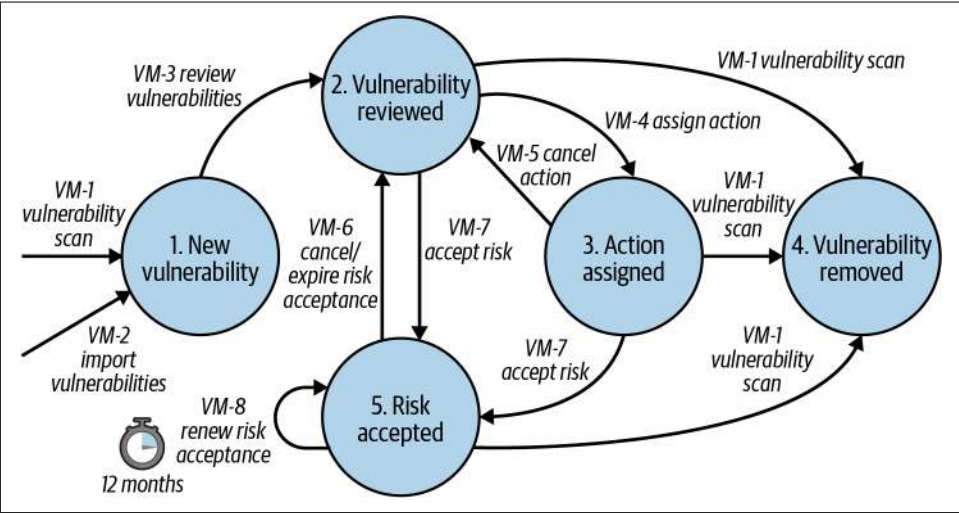 VM-3 review
vulnerabilities
2. Vulnerability
reviewed
VM-1 vulnerability scan
VM-4 assign action
VM-5 cancel
action
VM-1
vulnerability
scan
1. New
vulnerability
VM-6
cancel/
expire risk
acceptance
VM-7
accept risk
3. Action
assigned
VM-1
vulnerability
scan
4. Vulnerability
removed
VM-2
import
vulnerabilities
VM-7
accept risk
VM-1
vulnerability
scan
VM-8
renew risk
acceptance
5. Risk
accepted
12 months